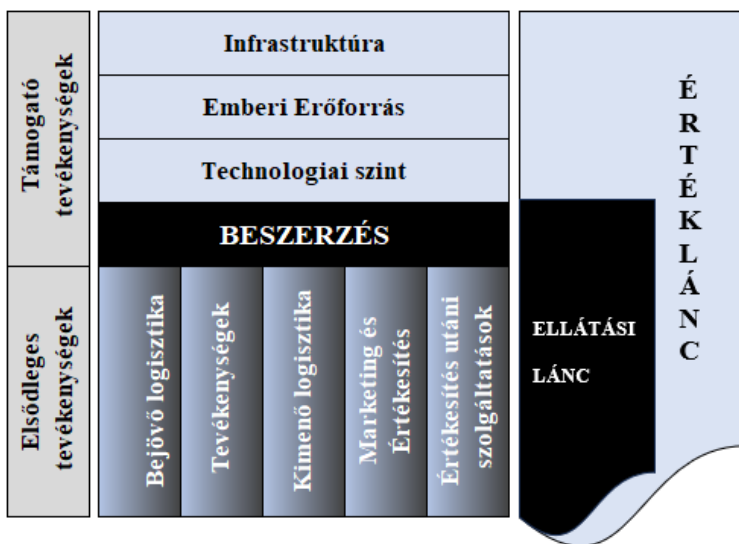 Támogató
tevékenységek
Infrastruktúra
Emberi Erőforrás
Technologiai szint
BESZERZÉS
Elsődleges
tevékenységek
Bejövő logisztika
Tevékenységek
Kimenő logisztika
Marketing és
Értékesítés
Értékesítés utáni
szolgáltatások
ELLÁTÁSI
LÁNC
ÉRTÉKLÁNC